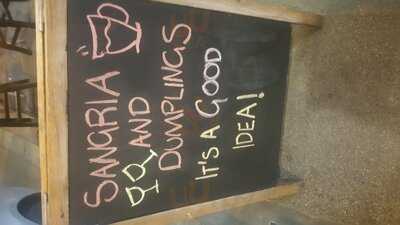 SANGRIA
AND
DUMPLINGS
IT'S A GOOD
IDEA!